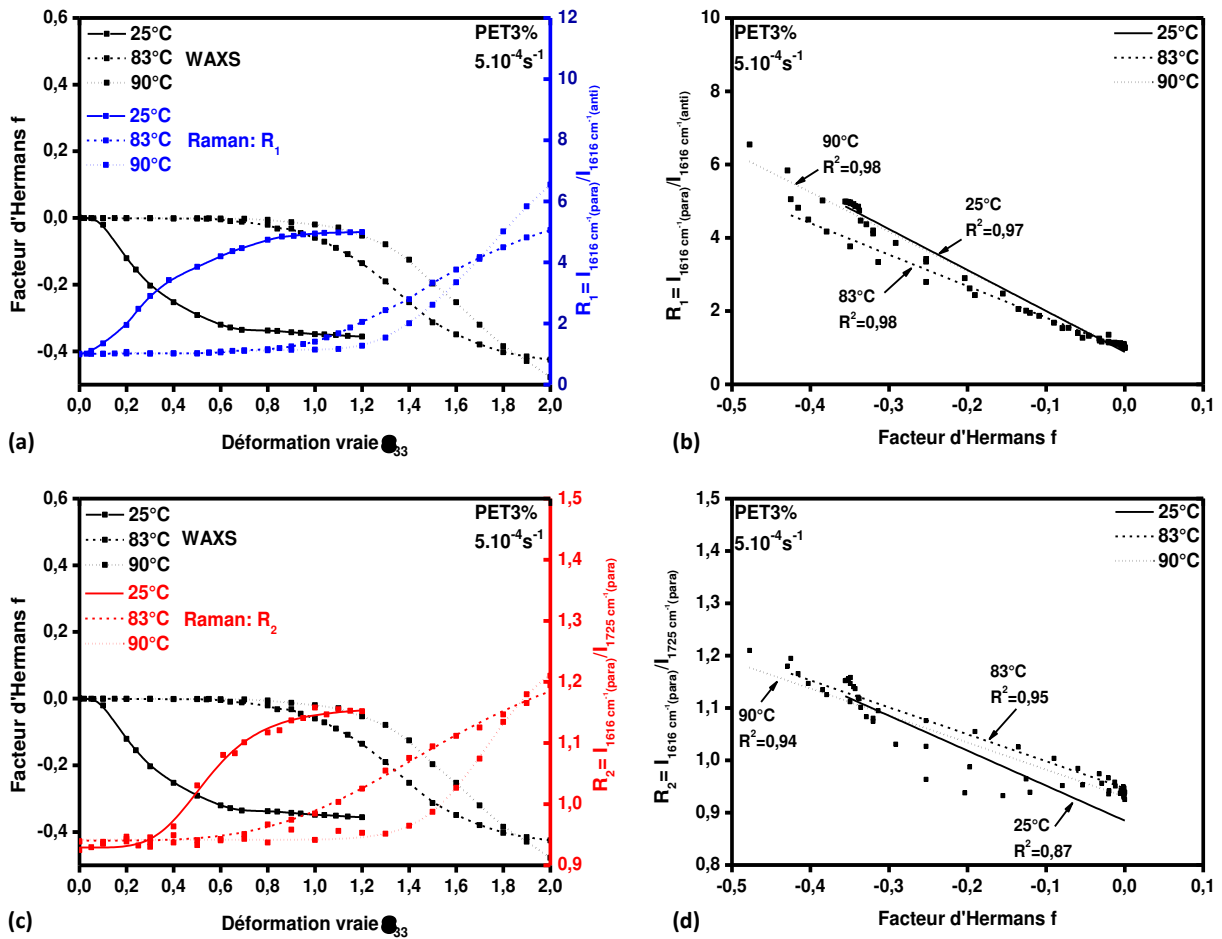 0,6
0,4
0,2
0,0
-0,2
-0,4
Facteur d'Hermans f
25°C
83°C WAXS
90°C
25°C
83°C Raman: R1
90°C
PET3%
5.10-4s-1
12
10
8
6
4
2
0
R1= I1616 cm-1(para)/I1616 cm-1(anti)
0,0 0,2 0,4 0,6 0,8 1,0 1,2 1,4 1,6 1,8 2,0
(a) Déformation vraie 33
10
8
6
4
2
0
R1= I1616 cm-1(para)/I1616 cm-1(anti)
PET3%
5.10-4s-1
25°C
83°C
90°C
90°C
R2=0,98
25°C
R2=0,97
83°C
R2=0,98
-0,5 -0,4 -0,3 -0,2 -0,1 0,0 0,1
(b) Facteur d'Hermans f
0,6
0,4
0,2
0,0
-0,2
-0,4
Facteur d'Hermans f
25°C
83°C WAXS
90°C
25°C
83°C Raman: R2
90°C
PET3%
5.10-4s-1
1,5
1,4
1,3
1,2
1,1
1,0
0,9
R2= I1616 cm-1(para)/I1725 cm-1(para)
0,0 0,2 0,4 0,6 0,8 1,0 1,2 1,4 1,6 1,8 2,0
(c) Déformation vraie 33
1,5
1,4
1,3
1,2
1,1
1,0
0,9
0,8
R2= I1616 cm-1(para)/I1725 cm-1(para)
PET3%
5.10-4s-1
25°C
83°C
90°C
83°C
R2=0,95
90°C
R2=0,94
25°C
R2=0,87
-0,5 -0,4 -0,3 -0,2 -0,1 0,0 0,1
(d) Facteur d'Hermans f